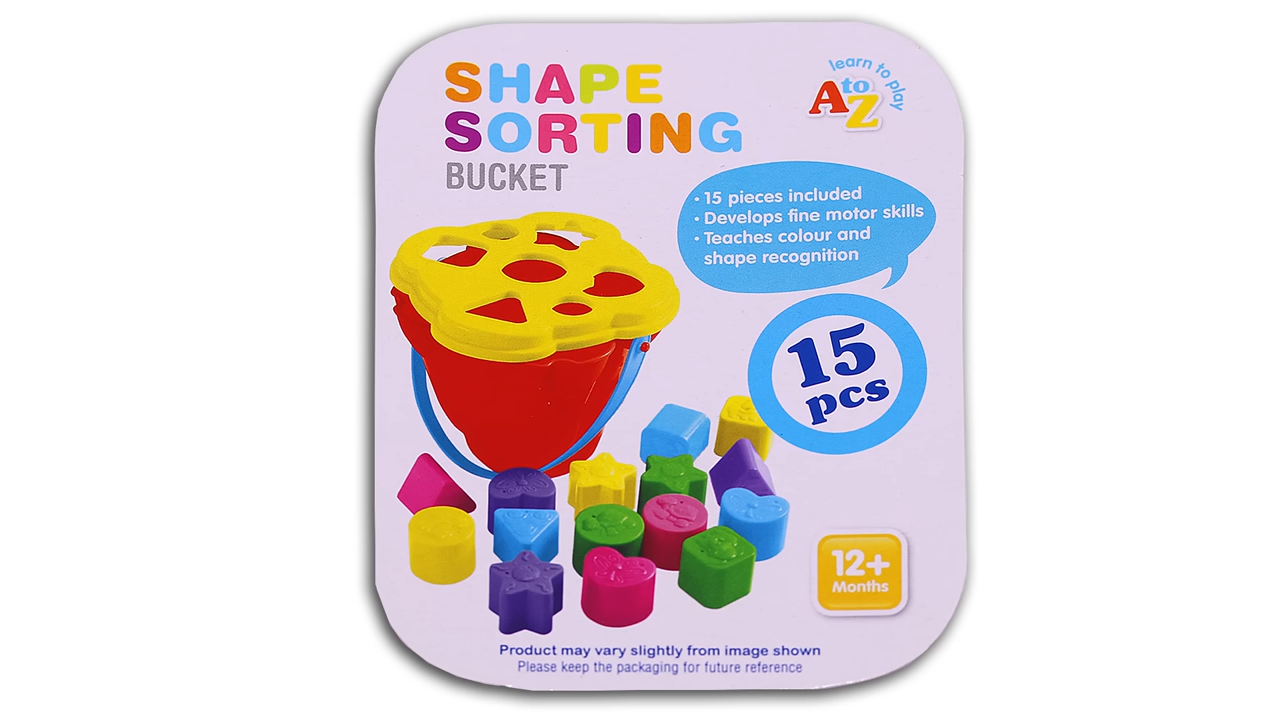 SHAPE
SORTING
BUCKET
learn to play
A to Z
• 15 pieces included
• Develops fine motor skills
• Teaches colour and
shape recognition
15
pcs
12+
Months
Product may vary slightly from image shown
Please keep the packaging for future reference